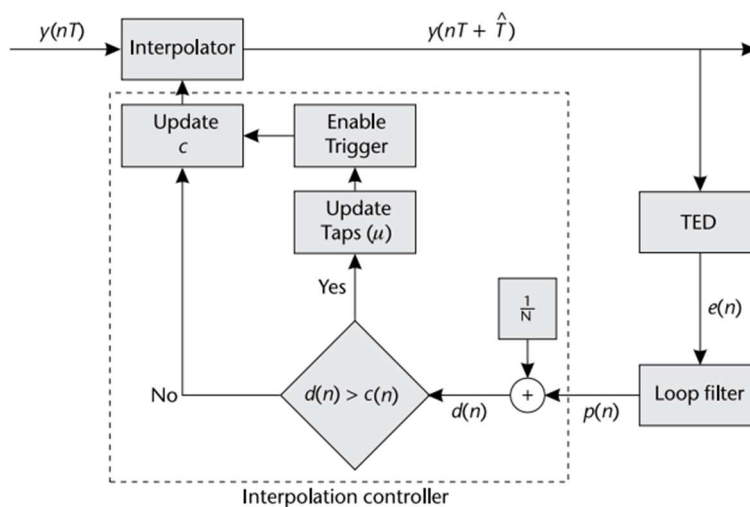 y(nT)
Interpolator
y(nT + T̂)
Update
c
Enable
Trigger
Update
Taps (μ)
TED
Yes
1
N
e(n)
No
d(n) > c(n)
d(n)
+
p(n)
Loop filter
Interpolation controller